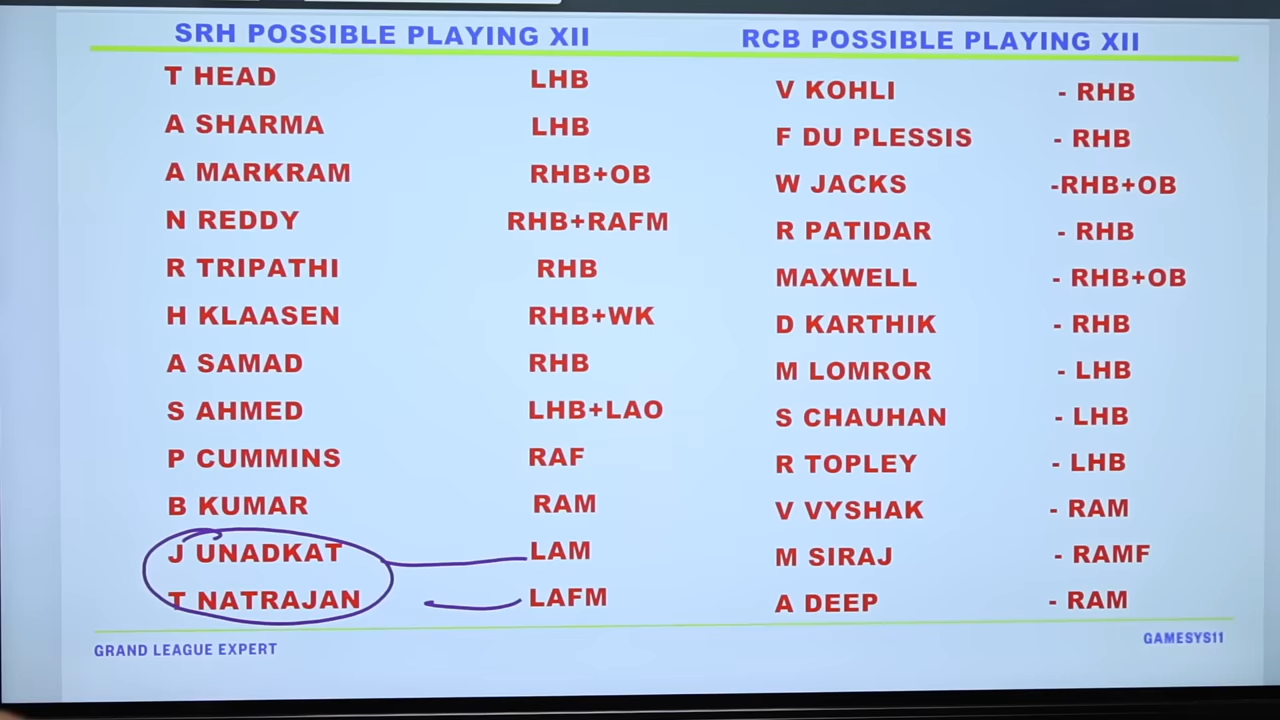 SRH POSSIBLE PLAYING XII
T HEAD LHB
A SHARMA LHB
A MARKRAM RHB+OB
N REDDY RHB+RAFM
R TRIPATHI RHB
H KLAASEN RHB+WK
A SAMAD RHB
S AHMED LHB+LAO
P CUMMINS RAF
B KUMAR RAM
J UNADKAT LAM
T NATRAJAN LAFM
GRAND LEAGUE EXPERT
RCB POSSIBLE PLAYING XII
V KOHLI - RHB
F DU PLESSIS - RHB
W JACKS -RHB+OB
R PATIDAR - RHB
MAXWELL - RHB+OB
D KARTHIK - RHB
M LOMROR - LHB
S CHAUHAN - LHB
R TOPLEY - LHB
V VYSHAK - RAM
M SIRAJ - RAMF
A DEEP - RAM
GAMESYS11